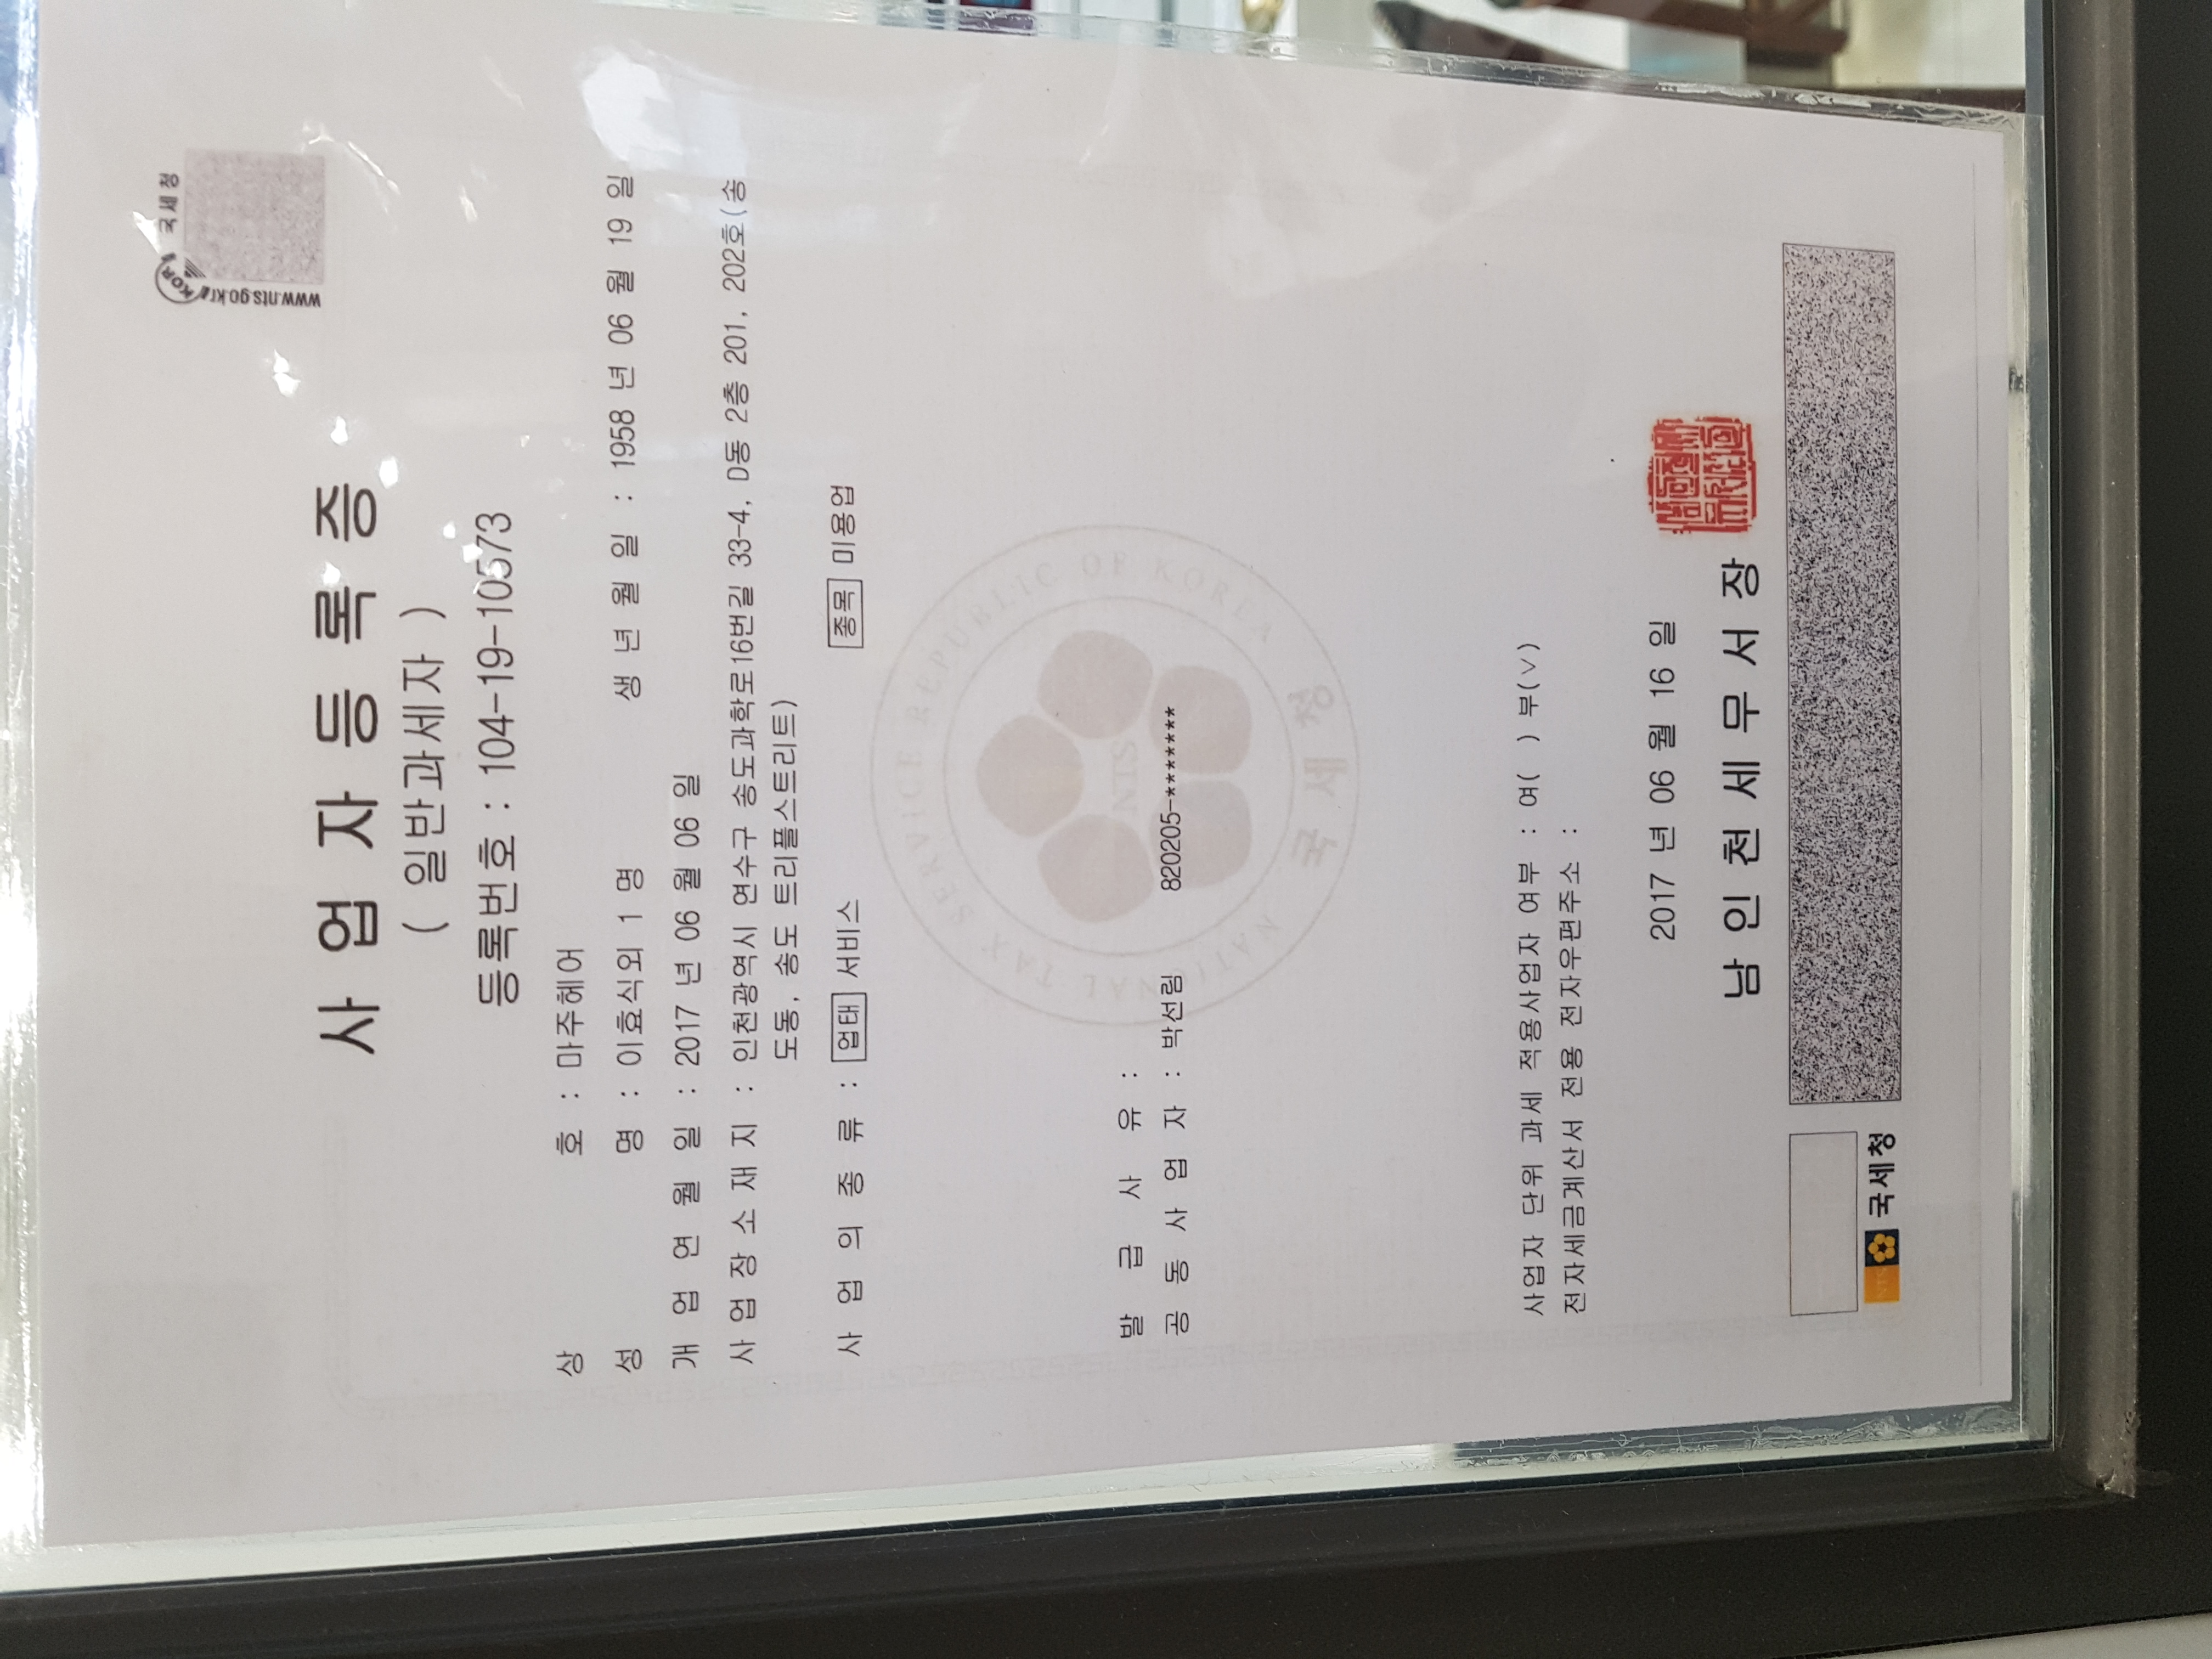 국세청
www.nts.go.kr
사업자등록증
( 일반과세자 )
등록번호 : 104-19-10573
상 호 : 마주헤어
성 명 : 이효식외 1 명 생 년 월 일 : 1958 년 06 월 19 일
개 업 연 월 일 : 2017 년 06 월 06 일
사 업 장 소 재 지 : 인천광역시 연수구 송도과학로16번길 33-4, D동 2층 201, 202호(송
도동, 송도 트리플스트리트)
사 업 의 종 류 : 업태 서비스 종목 미용업
NATIONAL TAX SERVICE REPUBLIC OF KOREA
NTS
국세청
발 급 사 유 :
공 동 사 업 자 : 박선림 820205-*******
사업자 단위 과세 적용사업자 여부 : 여( ) 부(∨)
전자세금계산서 전용 전자우편주소 :
2017 년 06 월 16 일
남 인 천 세 무 서 장
NTS 국세청